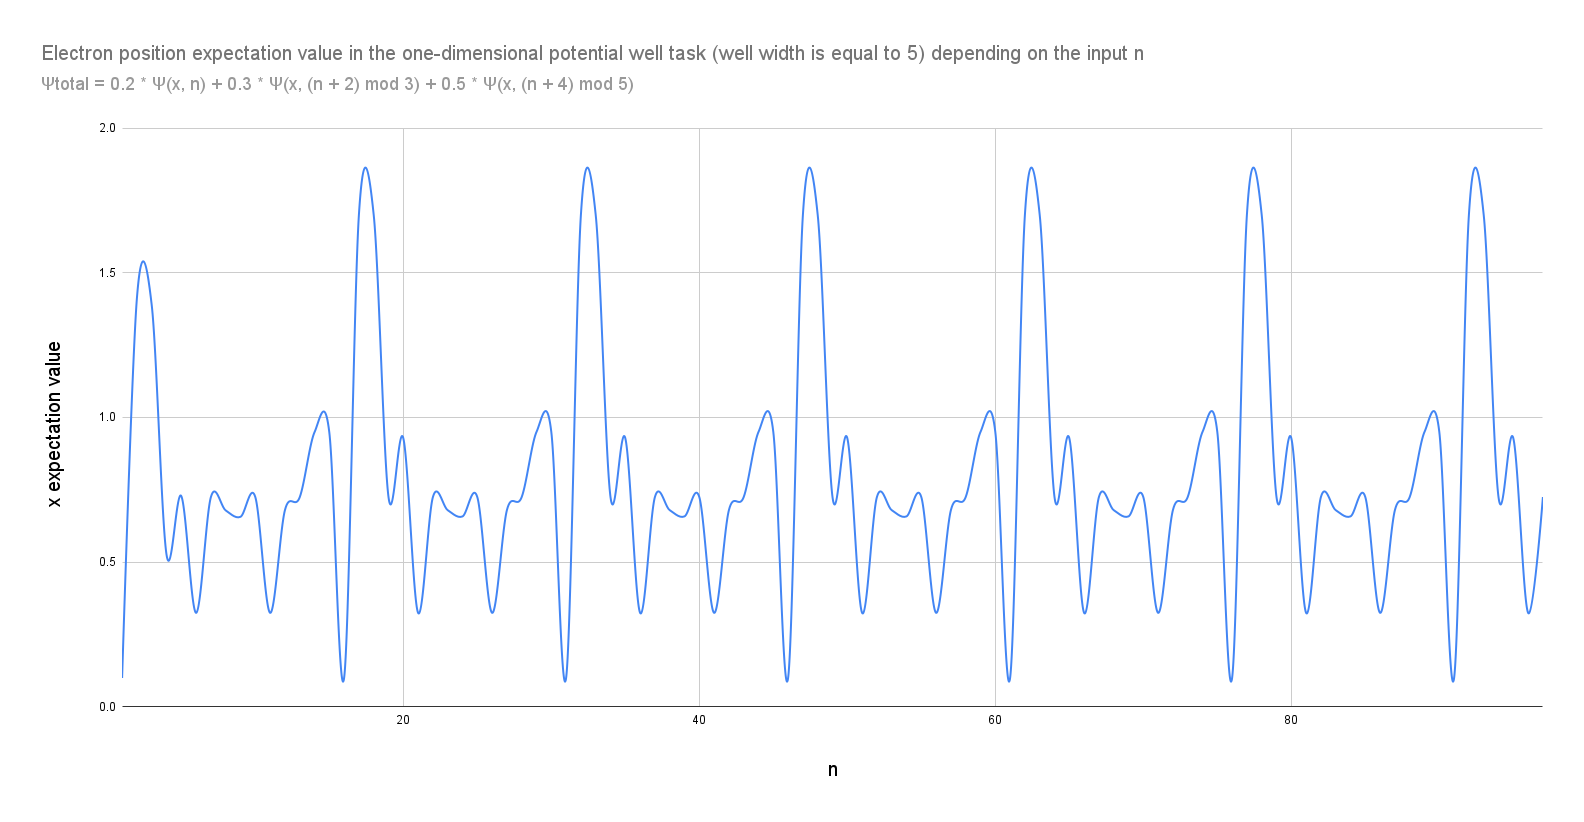 Electron position expectation value in the one-dimensional potential well task (well width is equal to 5) depending on the input n
Ψtotal = 0.2 * Ψ(x, n) + 0.3 * Ψ(x, (n + 2) mod 3) + 0.5 * Ψ(x, (n + 4) mod 5)
2.0
1.5
1.0
0.5
0.0
x expectation value
20
40
60
80
n